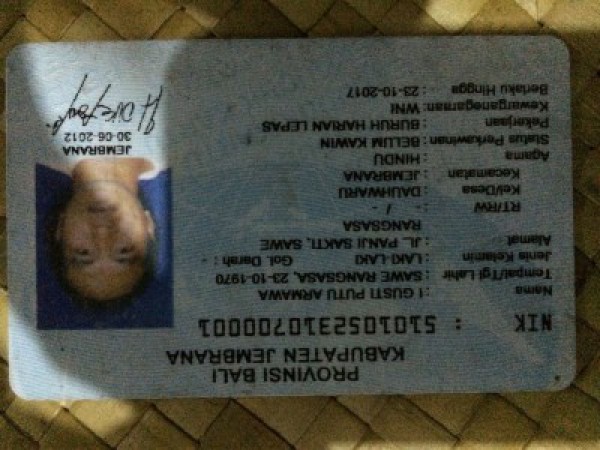 PROVINSI BALI
KABUPATEN JEMBRANA
NIK : 5101052310700001
Nama : I GUSTI PUTU ARMAWA
Tempat/Tgl Lahir : SAWE RANGSASA, 23-10-1970
Jenis Kelamin : LAKI-LAKI Gol. Darah :
Alamat : JL. PANJI SAKTI, SAWE
RANGSASA
RT/RW : - / -
Kel/Desa : DAUHWARU
Kecamatan : JEMBRANA
Agama : HINDU
Status Perkawinan : BELUM KAWIN
Pekerjaan : BURUH HARIAN LEPAS
Kewarganegaraan : WNI
Berlaku Hingga : 23-10-2017
JEMBRANA
30-06-2012